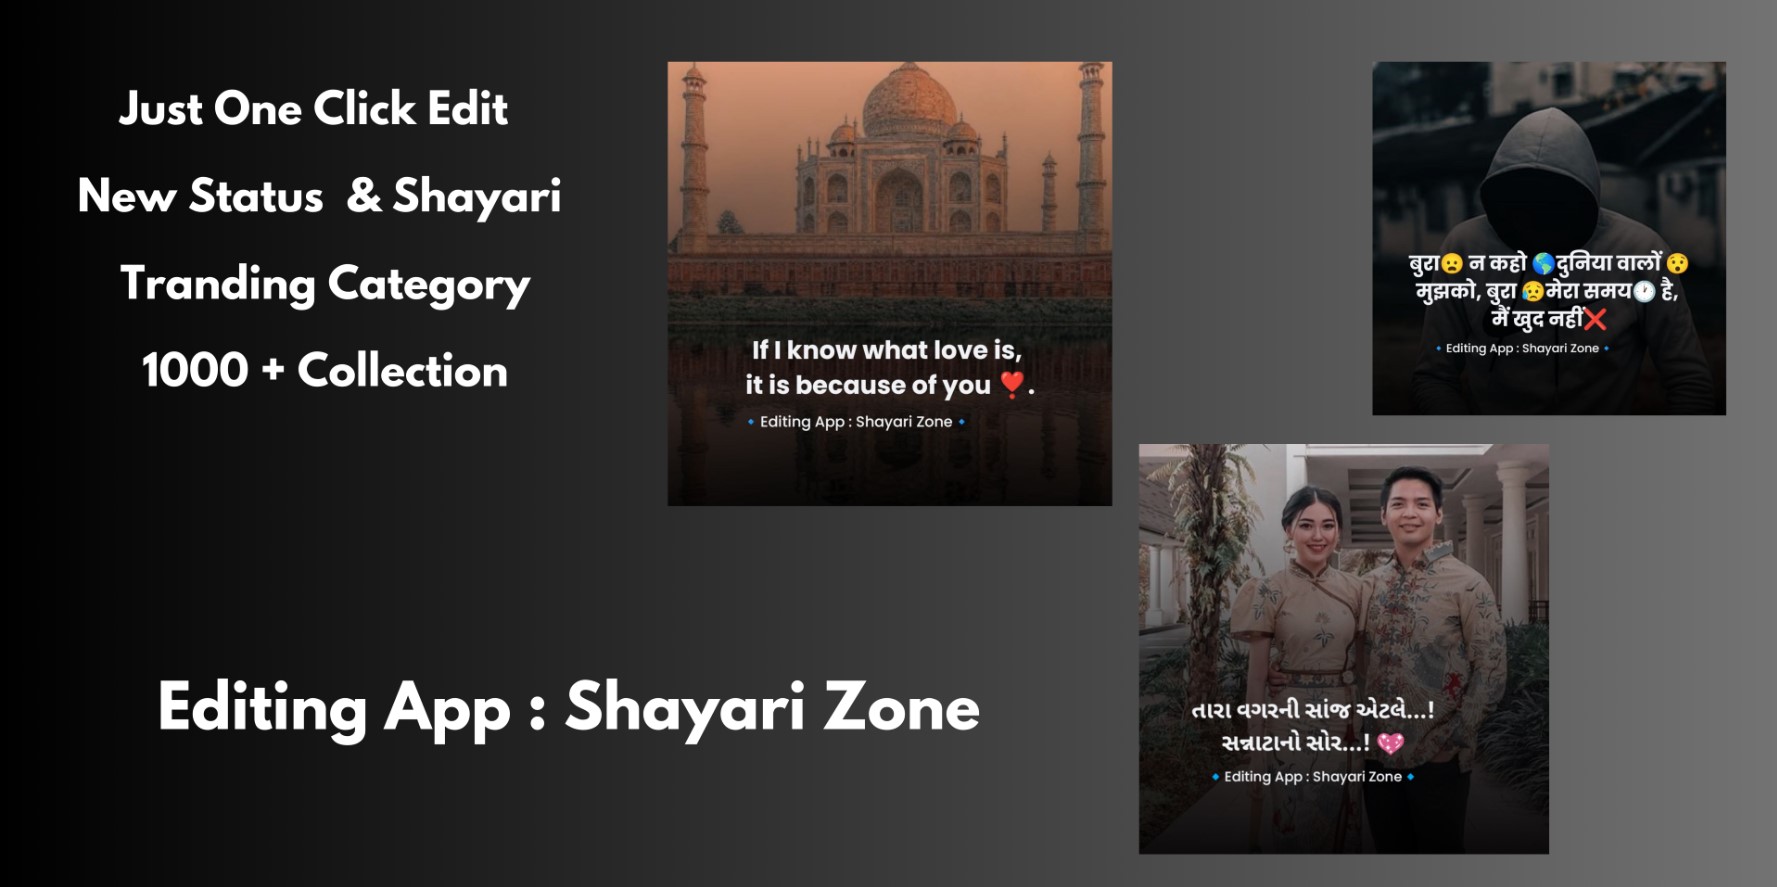 Just One Click Edit
New Status & Shayari
Tranding Category
1000 + Collection
If I know what love is,
it is because of you ❣️.
🔹 Editing App : Shayari Zone 🔹
बुरा😦 न कहो 🌎दुनिया वालों 😯
मुझको, बुरा 😥मेरा समय🕐 है,
मैं खुद नहीं❌
🔹 Editing App : Shayari Zone 🔹
તારા વગરની સાંજ એટલે...!
સન્નાટાનો સોર...! 💖
🔹 Editing App : Shayari Zone 🔹
Editing App : Shayari Zone